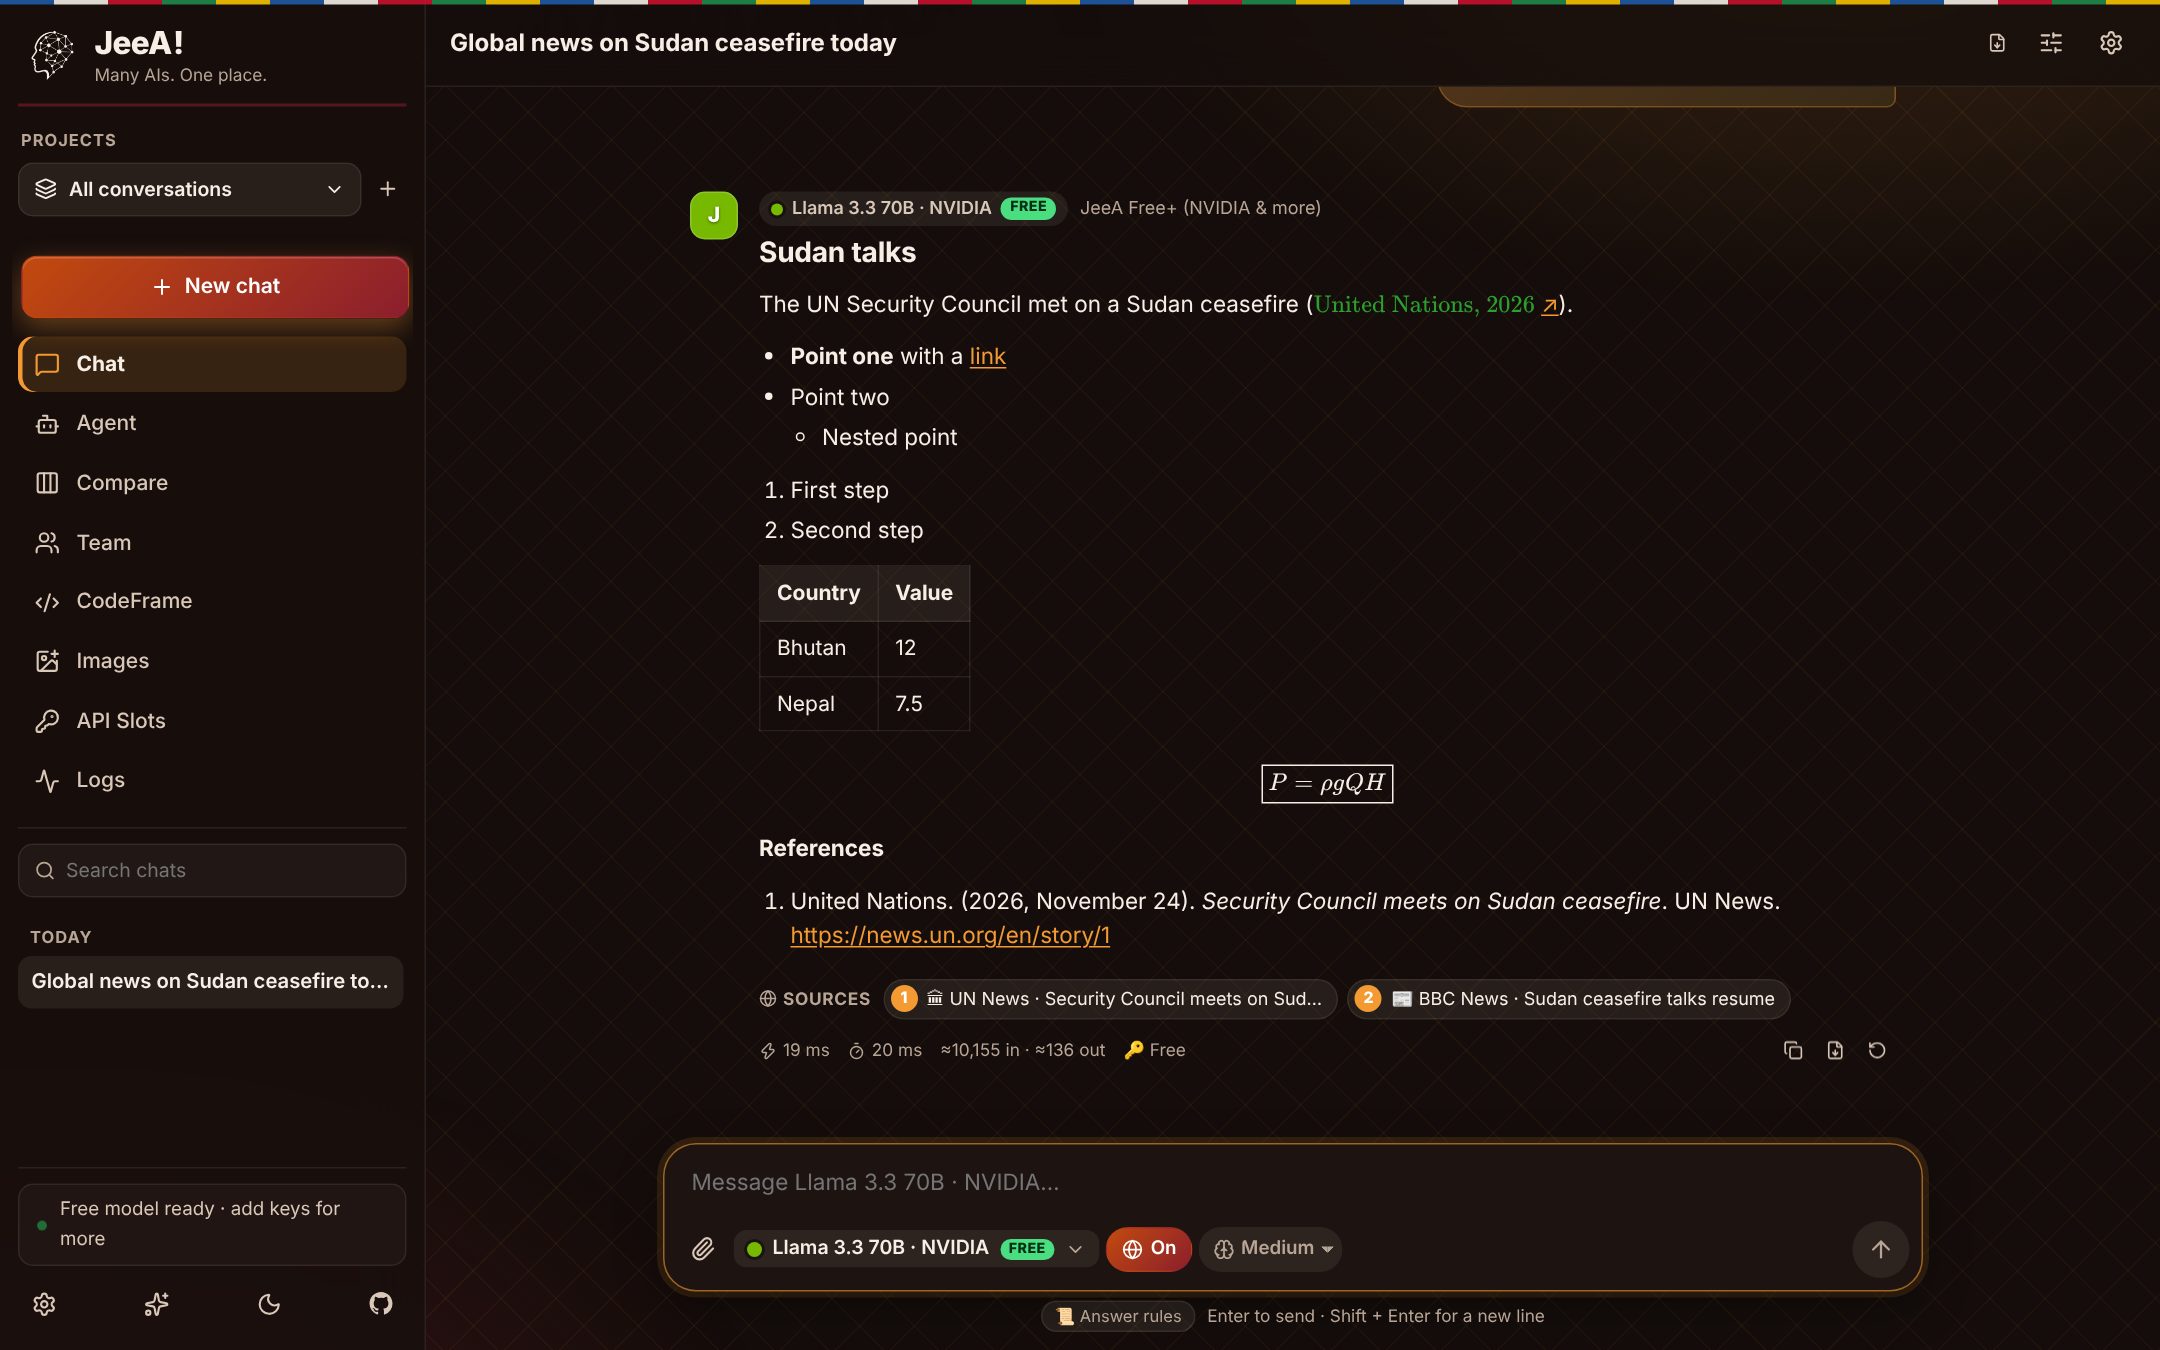 JeeA!
Many AIs. One place.
PROJECTS
All conversations
New chat
Chat
Agent
Compare
Team
CodeFrame
Images
API Slots
Logs
Search chats
TODAY
Global news on Sudan ceasefire to...
Free model ready · add keys for
more
Global news on Sudan ceasefire today
J
Llama 3.3 70B · NVIDIA FREE JeeA Free+ (NVIDIA & more)
Sudan talks
The UN Security Council met on a Sudan ceasefire (United Nations, 2026 ↗).
• Point one with a link
• Point two
◦ Nested point
1. First step
2. Second step
Country Value
Bhutan 12
Nepal 7.5
P = ρgQH
References
1. United Nations. (2026, November 24). Security Council meets on Sudan ceasefire. UN News.
https://news.un.org/en/story/1
SOURCES 1 UN News · Security Council meets on Sud... 2 BBC News · Sudan ceasefire talks resume
19 ms 20 ms ≈10,155 in · ≈136 out Free
Message Llama 3.3 70B · NVIDIA...
Llama 3.3 70B · NVIDIA FREE On Medium
Answer rules Enter to send · Shift + Enter for a new line